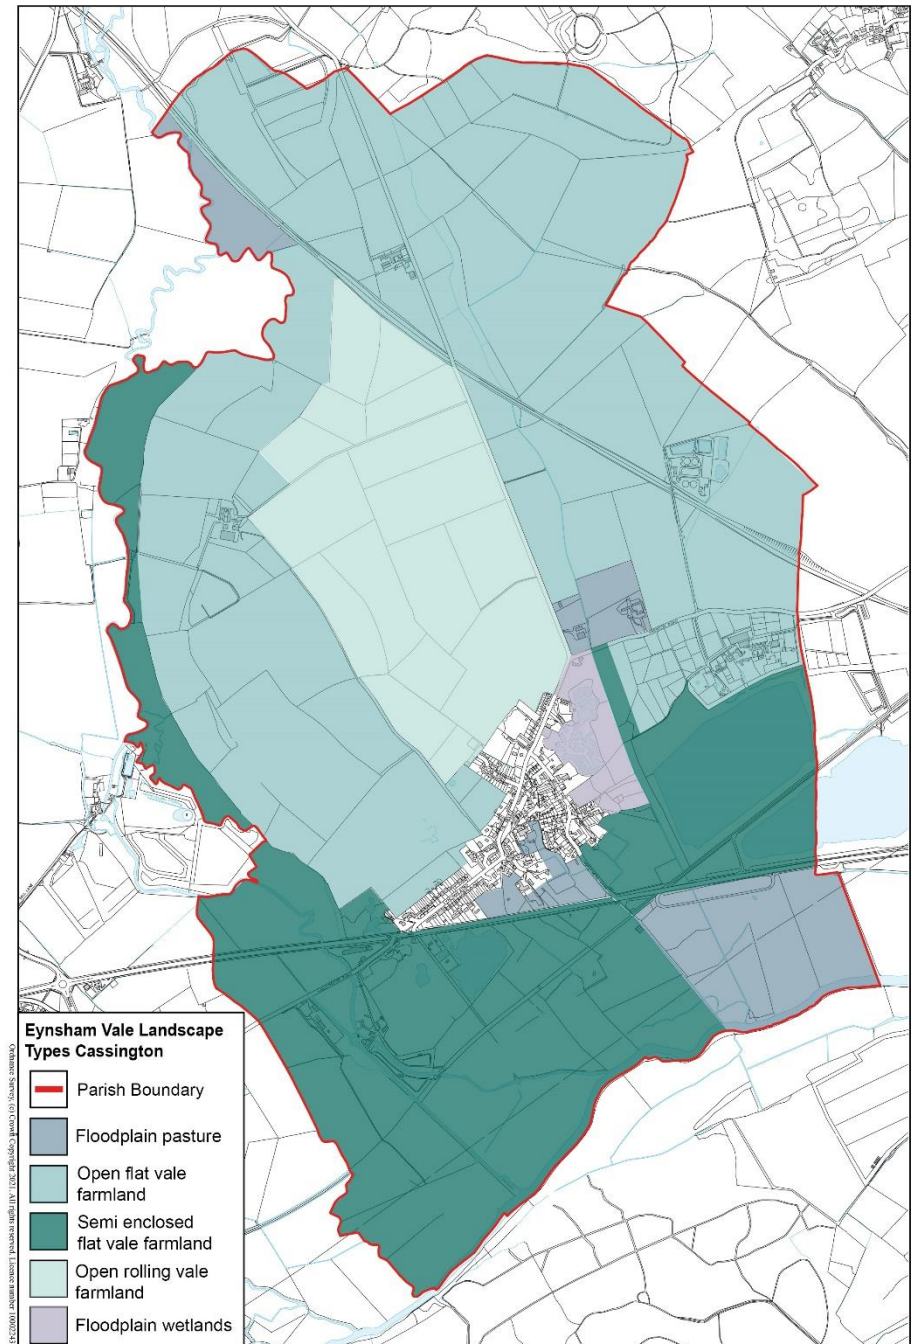 Eynsham Vale Landscape
Types Cassington
Parish Boundary
Floodplain pasture
Open flat vale
farmland
Semi enclosed
flat vale farmland
Open rolling vale
farmland
Floodplain wetlands
Ordnance Survey, (c) Crown Copyright 2021. All rights reserved. Licence number 10002243